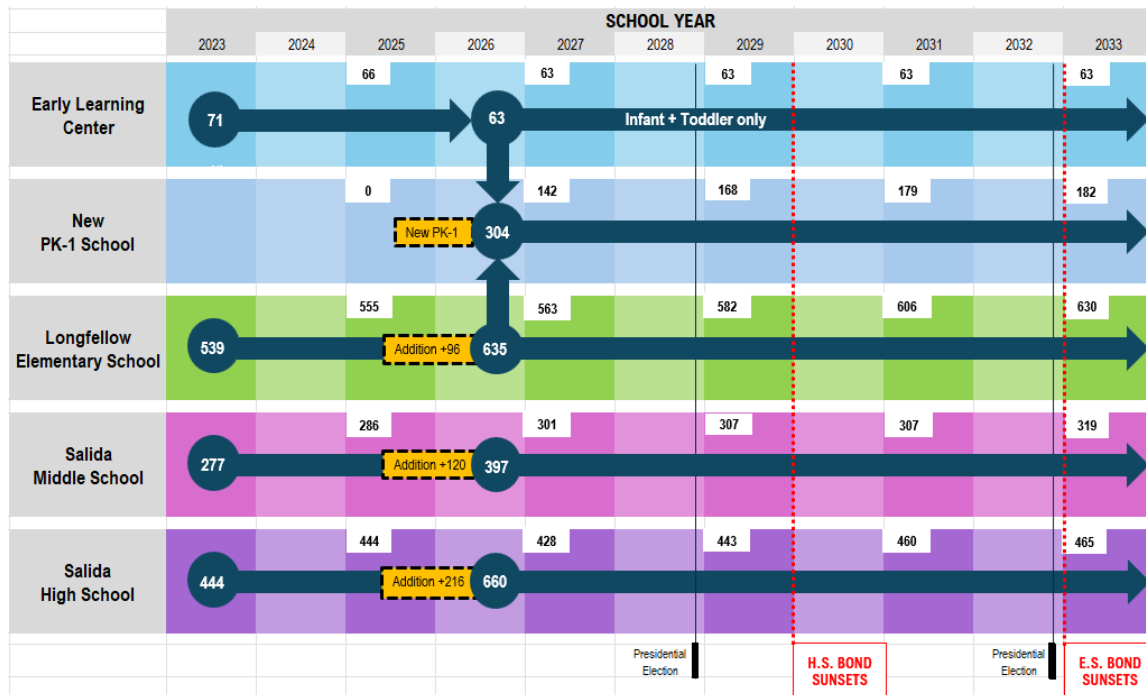 SCHOOL YEAR
2023 2024 2025 2026 2027 2028 2029 2030 2031 2032 2033
66 63 63 63 63
Early Learning
Center
71 63 Infant + Toddler only
0 142 168 179 182
New
PK-1 School
New PK-1 304
555 563 582 606 630
Longfellow
Elementary School
539 Addition +96 635
286 301 307 307 319
Salida
Middle School
277 Addition +120 397
444 428 443 460 465
Salida
High School
444 Addition +216 660
Presidential
Election
H.S. BOND
SUNSETS
Presidential
Election
E.S. BOND
SUNSETS